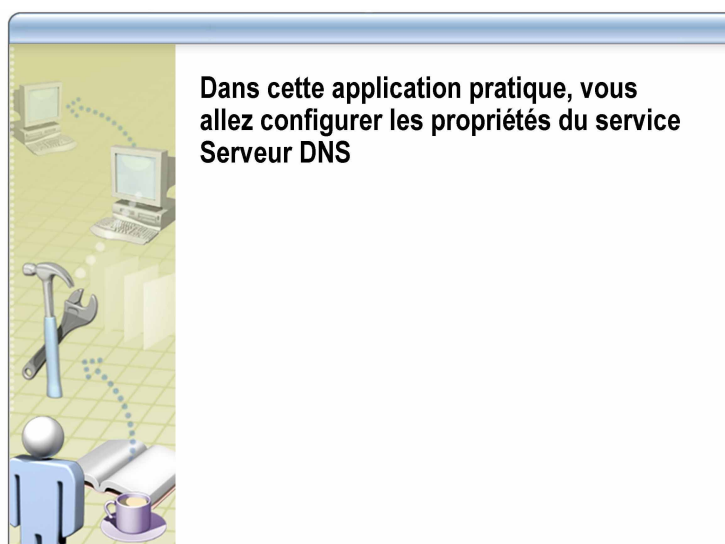 Dans cette application pratique, vous
allez configurer les propriétés du service
Serveur DNS